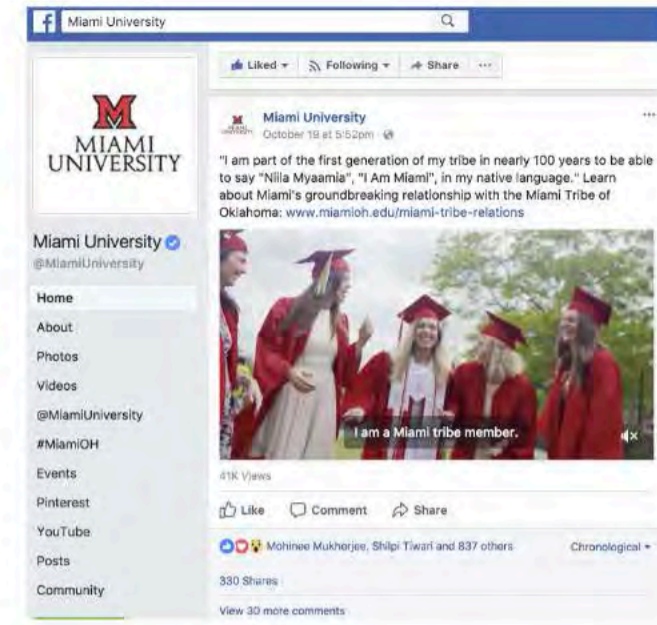 f Miami University
Liked Following Share ...
M
MIAMI
UNIVERSITY
Miami University
@MiamiUniversity
Home
About
Photos
Videos
@MiamiUniversity
#MiamiOH
Events
Pinterest
YouTube
Posts
Community
Miami University
October 19 at 5:52pm
"I am part of the first generation of my tribe in nearly 100 years to be able
to say "Niila Myaamia", "I Am Miami", in my native language." Learn
about Miami's groundbreaking relationship with the Miami Tribe of
Oklahoma: www.miamioh.edu/miami-tribe-relations
I am a Miami tribe member.
41K Views
Like Comment Share
Mohinee Mukherjee, Shilpi Tiwari and 837 others Chronological
330 Shares
View 30 more comments